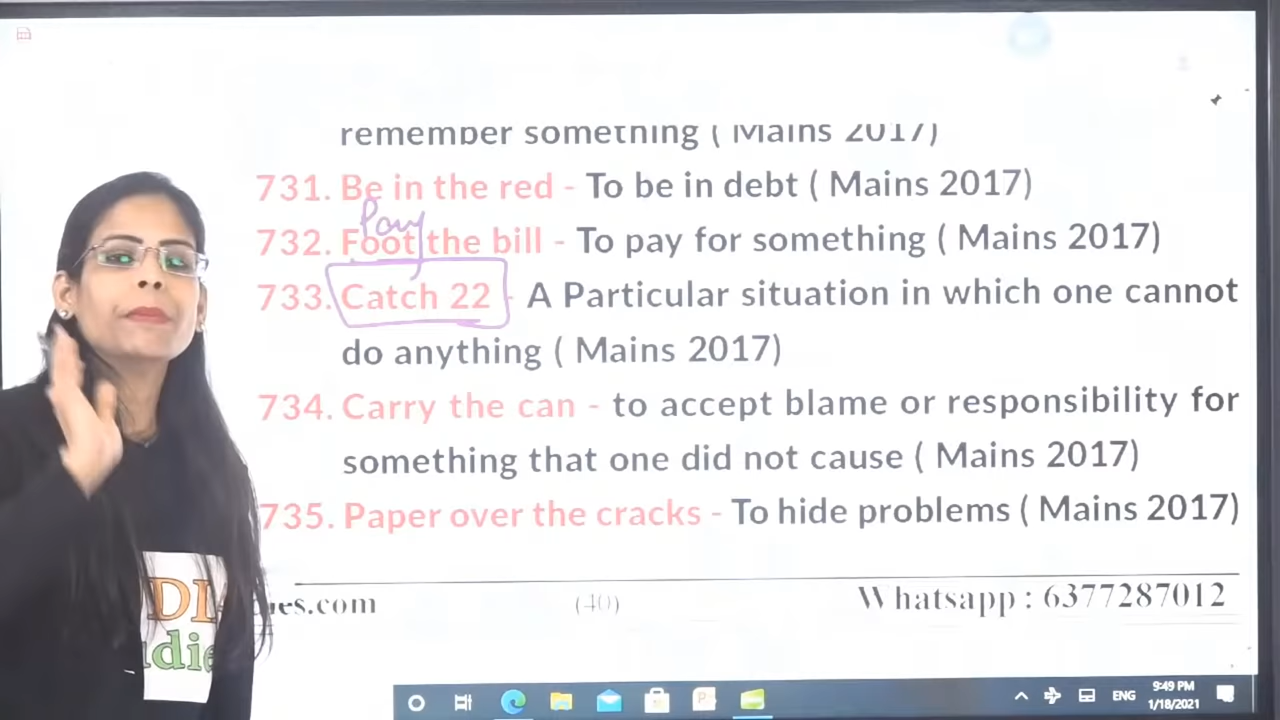 remember something ( Mains 2017)
731. Be in the red - To be in debt ( Mains 2017)
Pay
732. Foot the bill - To pay for something ( Mains 2017)
733. Catch 22 - A Particular situation in which one cannot
do anything ( Mains 2017)
734. Carry the can - to accept blame or responsibility for
something that one did not cause ( Mains 2017)
735. Paper over the cracks - To hide problems ( Mains 2017)
ies.com (40) Whatsapp : 6377287012
DI
udie
ENG
9:49 PM
1/18/2021